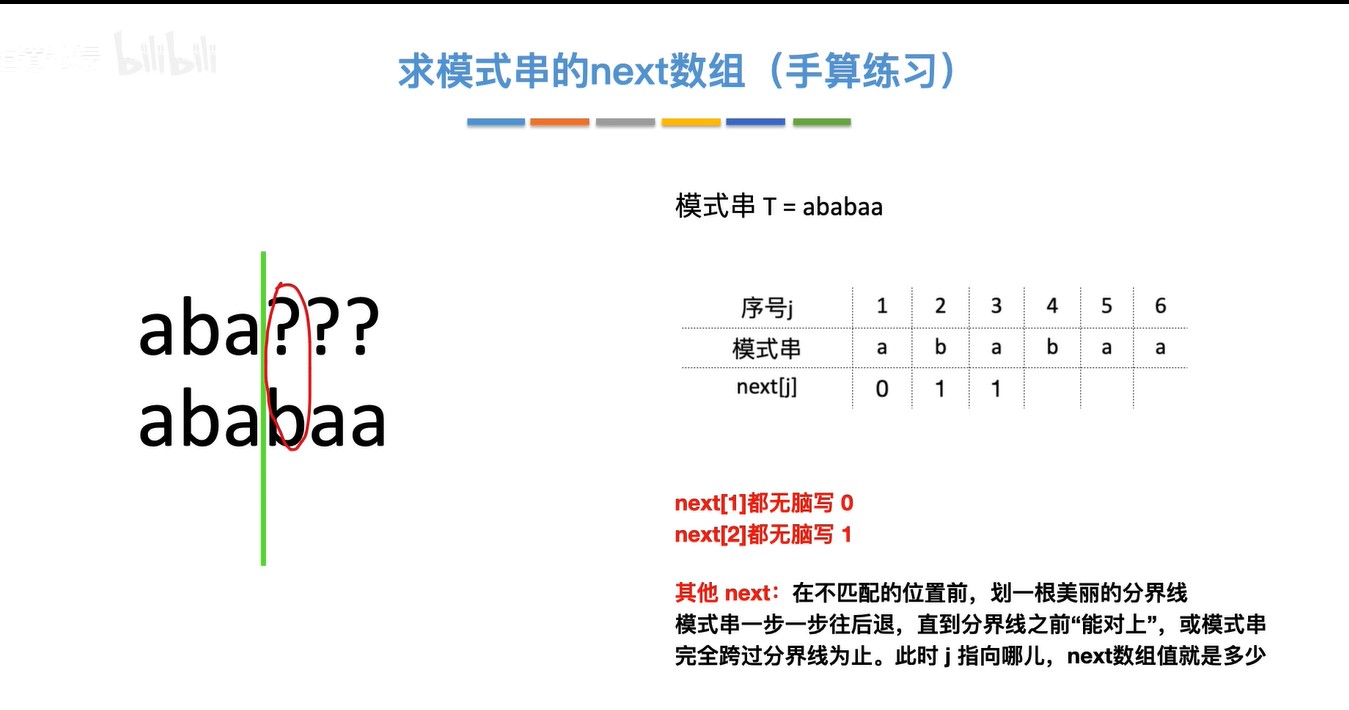 bilibili
求模式串的next数组（手算练习）
模式串 T = ababaa
aba???
ababaa
序号j 1 2 3 4 5 6
模式串 a b a b a a
next[j] 0 1 1
next[1]都无脑写 0
next[2]都无脑写 1
其他 next：在不匹配的位置前，划一根美丽的分界线
模式串一步一步往后退，直到分界线之前“能对上”，或模式串
完全跨过分界线为止。此时 j 指向哪儿，next数组值就是多少